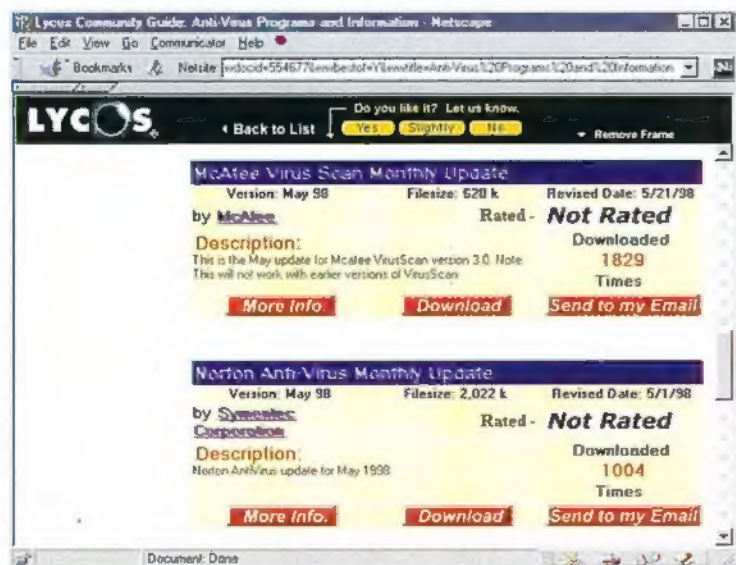 Lycos Community Guide: Anti-Virus Programs and Information - Netscape
File Edit View Go Communicator Help
Bookmarks Netsite wdocid=554677&
LYCOS
Do you like it? Let us know.
Back to List Yes Slightly No Remove Frame
McAfee Virus Scan Monthly Update
Version: May 98 Filesize: 620 k Revised Date: 5/21/98
by McAfee Rated - Not Rated
Description: Downloaded
This is the May update for Mcafee VirusScan version 3.0. Note 1829
This will not work with earlier versions of VirusScan Times
More Info. Download Send to my Email
Norton Anti-Virus Monthly Update
Version: May 98 Filesize: 2,022 k Revised Date: 5/1/98
by Symantec Rated - Not Rated
Corporation
Description: Downloaded
Norton AntiVirus update for May 1998 1004
Times
More Info. Download Send to my Email
Document: Done